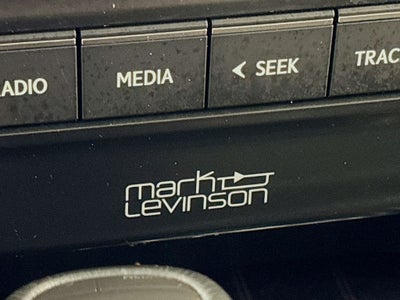 ADIO MEDIA < SEEK TRAC
mark
Levinson